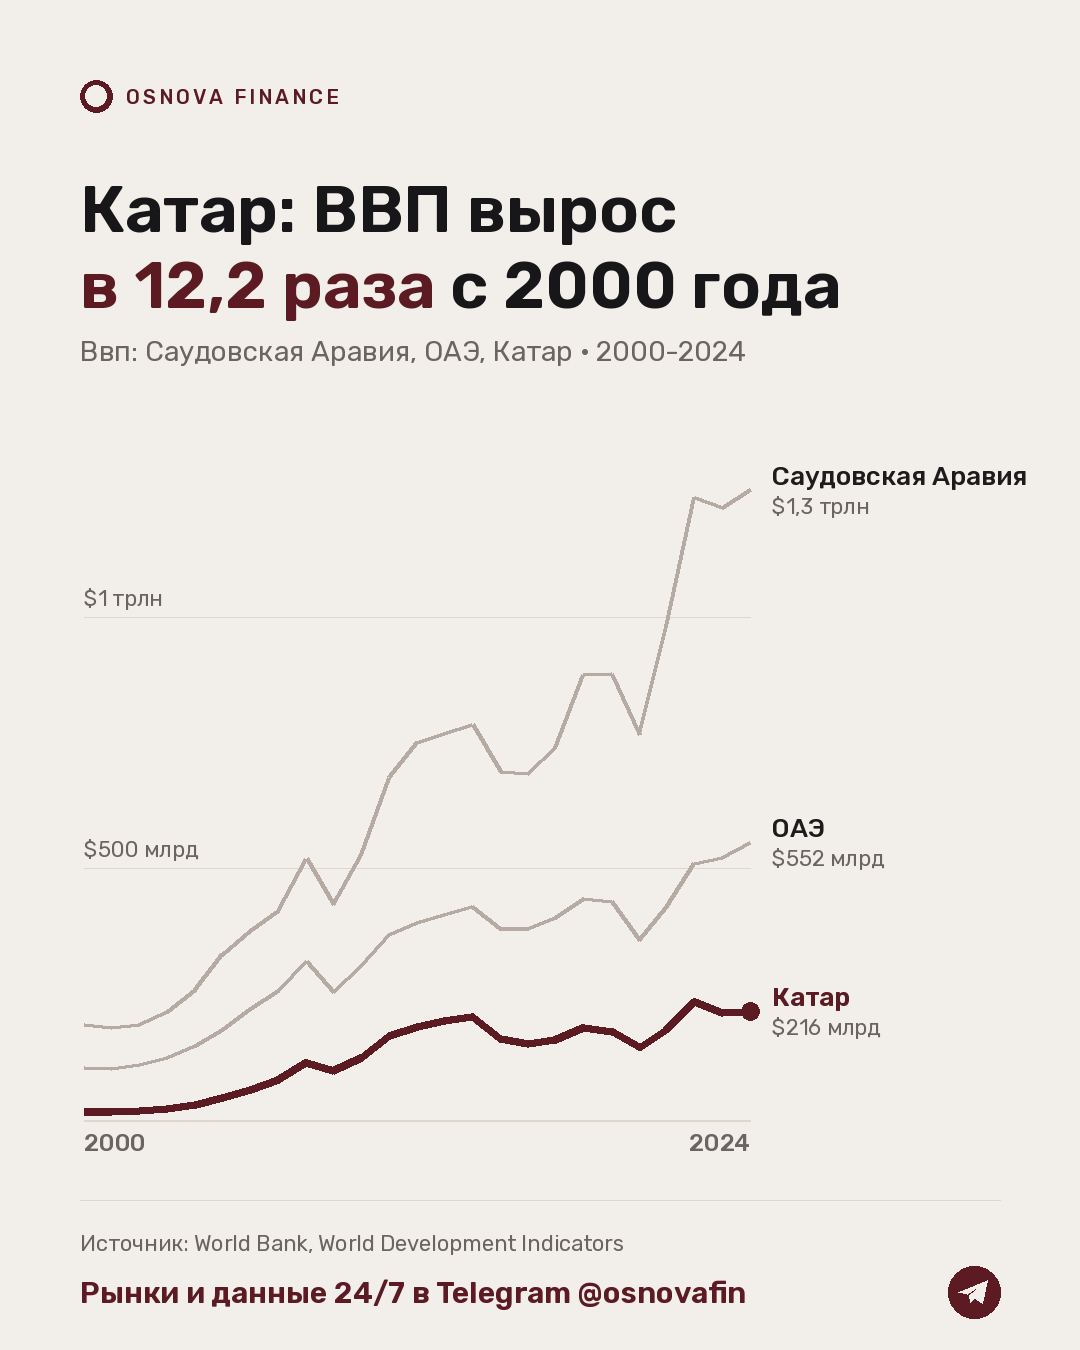 OSNOVA FINANCE
Катар: ВВП вырос
в 12,2 раза с 2000 года
Ввп: Саудовская Аравия, ОАЭ, Катар • 2000-2024
Саудовская Аравия
$1,3 трлн
$1 трлн
ОАЭ
$552 млрд
$500 млрд
Катар
$216 млрд
2000
2024
Источник: World Bank, World Development Indicators
Рынки и данные 24/7 в Telegram @osnovafin